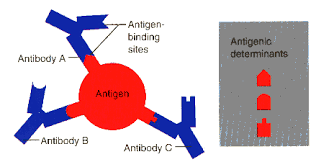 Antigen-
binding
sites
Antibody A
Antigen
Antibody B
Antibody C
Antigenic
determinants